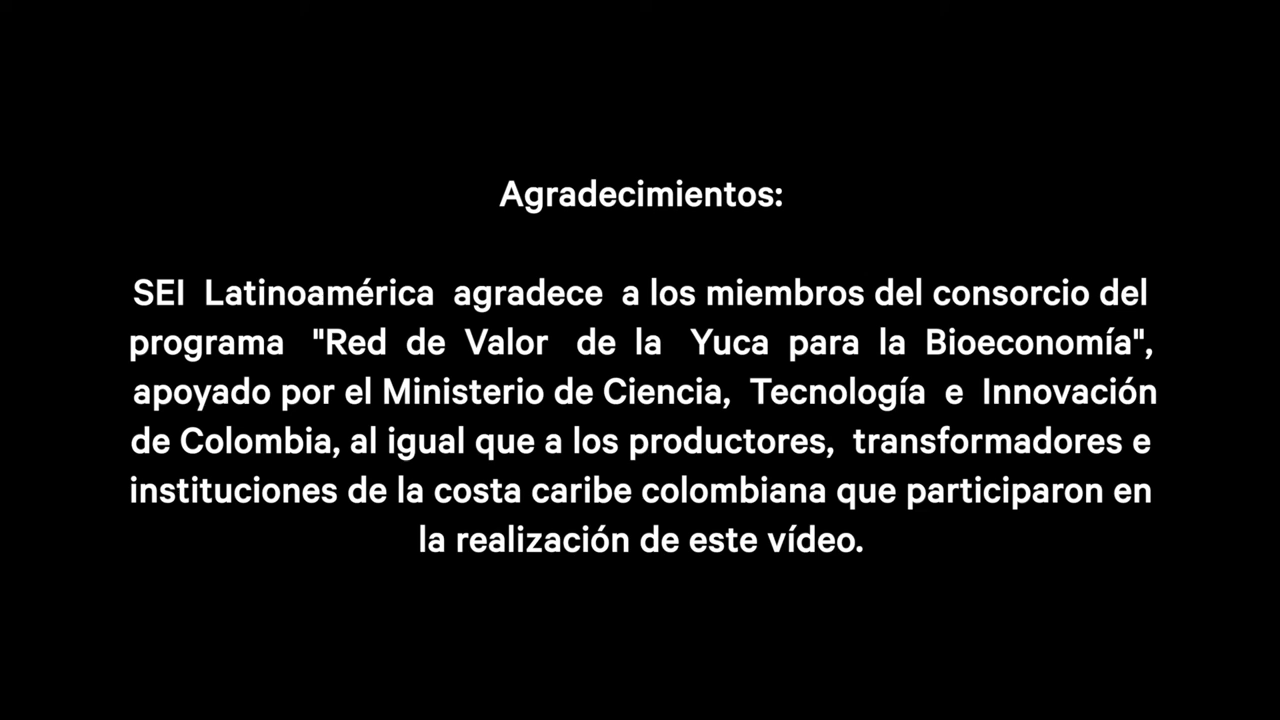 Agradecimientos:
SEI Latinoamérica agradece a los miembros del consorcio del
programa "Red de Valor de la Yuca para la Bioeconomía",
apoyado por el Ministerio de Ciencia, Tecnología e Innovación
de Colombia, al igual que a los productores, transformadores e
instituciones de la costa caribe colombiana que participaron en
la realización de este vídeo.